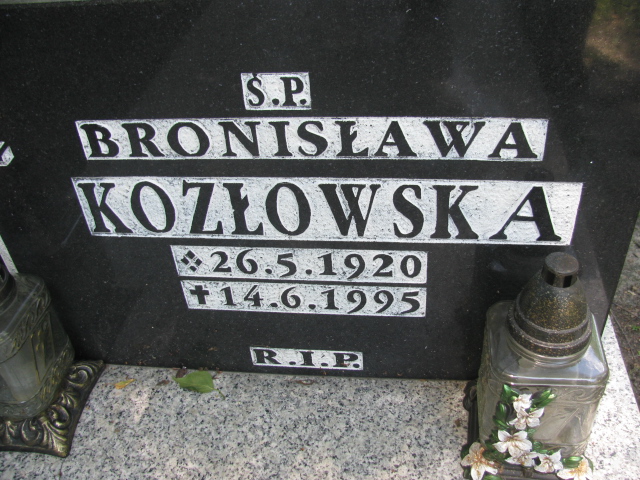 Ś.P.
BRONISŁAWA
KOZŁOWSKA
26.5.1920
✝14.6.1995
R.I.P.